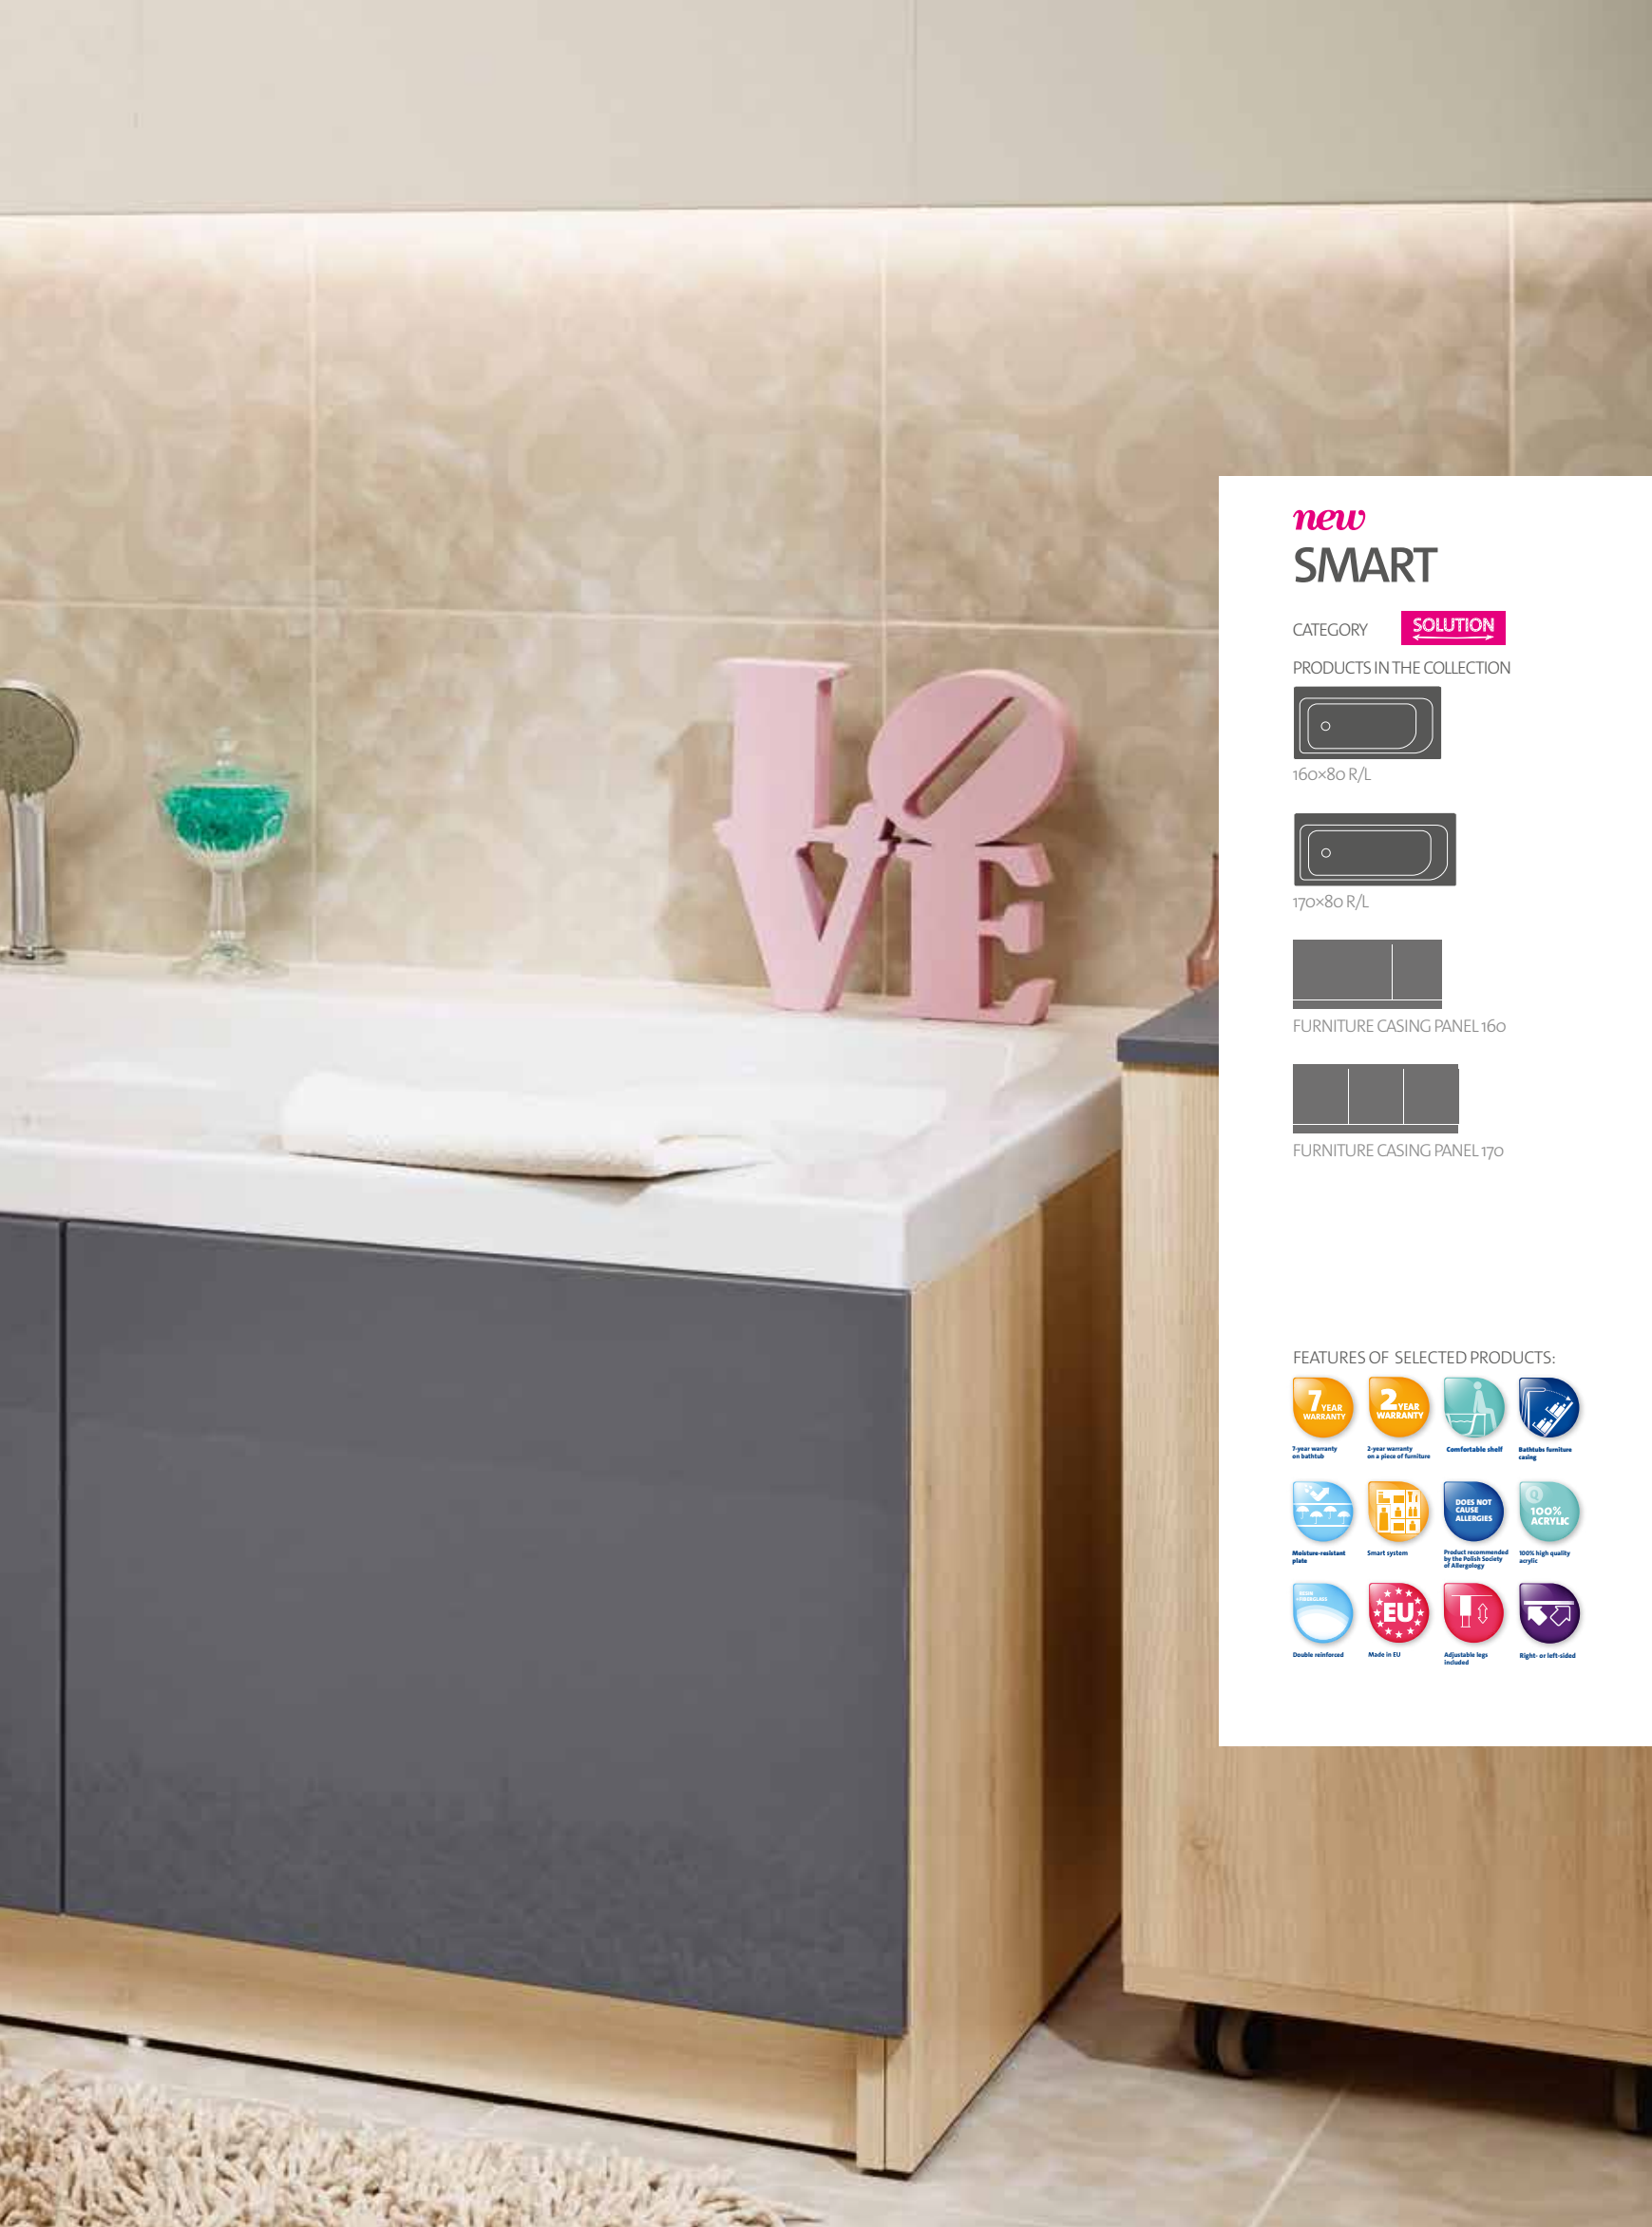 LOVE
new
SMART
CATEGORY SOLUTION
PRODUCTS IN THE COLLECTION
160×80 R/L
170×80 R/L
FURNITURE CASING PANEL 160
FURNITURE CASING PANEL 170
FEATURES OF SELECTED PRODUCTS:
7 YEAR
WARRANTY
2 YEAR
WARRANTY
7-year warranty
on bathtub
2-year warranty
on a piece of furniture
Comfortable shelf
Bathtubs furniture
casing
DOES NOT
CAUSE
ALLERGIES
Q
100%
ACRYLIC
Moisture-resistant
plate
Smart system
Product recommended
by the Polish Society
of Allergology
100% high quality
acrylic
+FIBERGLASS
EU
Double reinforced
Made in EU
Adjustable legs
included
Right- or left-sided